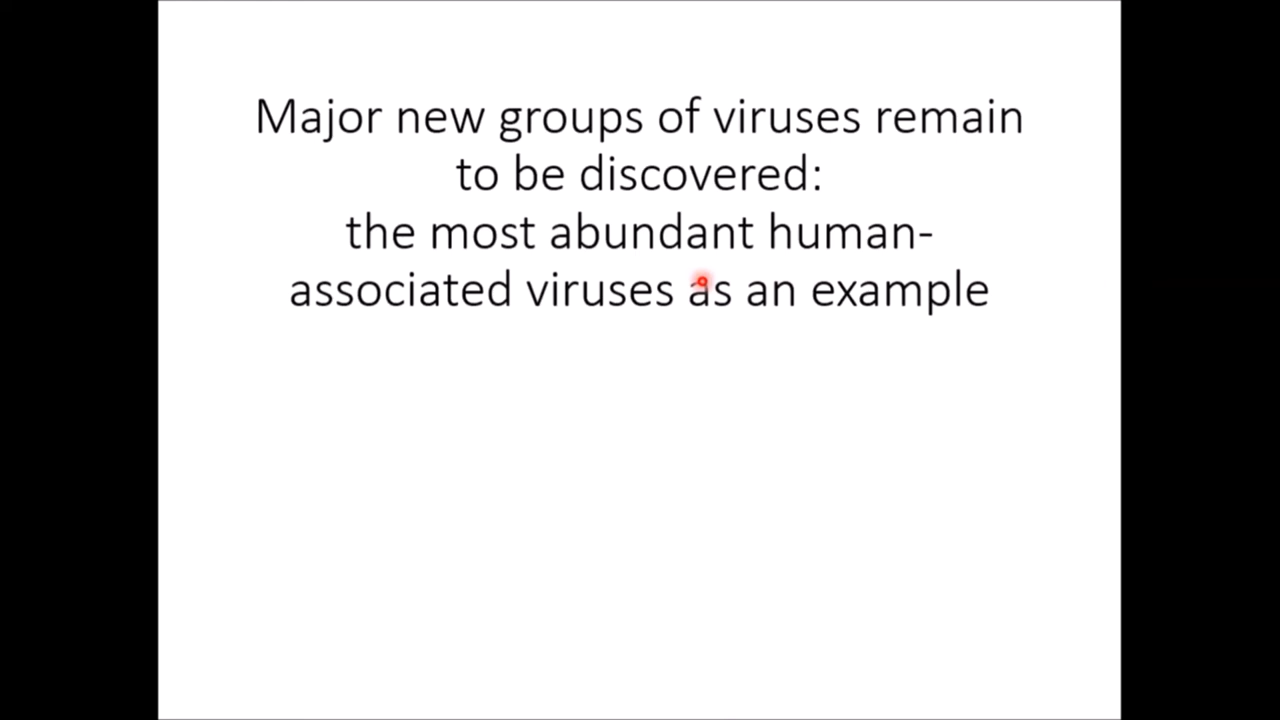 Major new groups of viruses remain
to be discovered:
the most abundant human-
associated viruses as an example